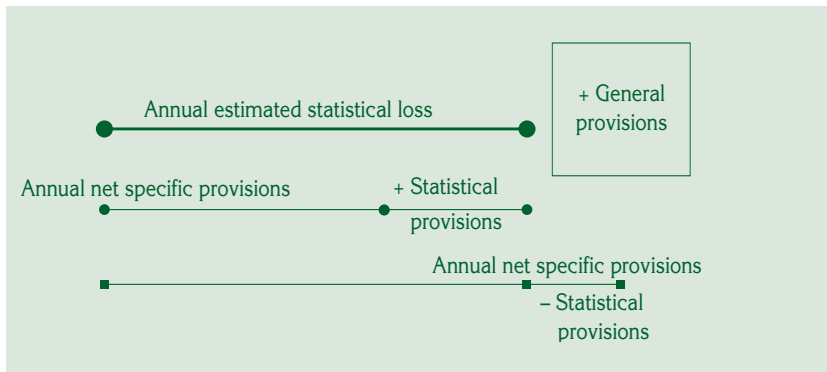 Annual estimated statistical loss
+ General
provisions
Annual net specific provisions
+ Statistical
provisions
Annual net specific provisions
– Statistical
provisions